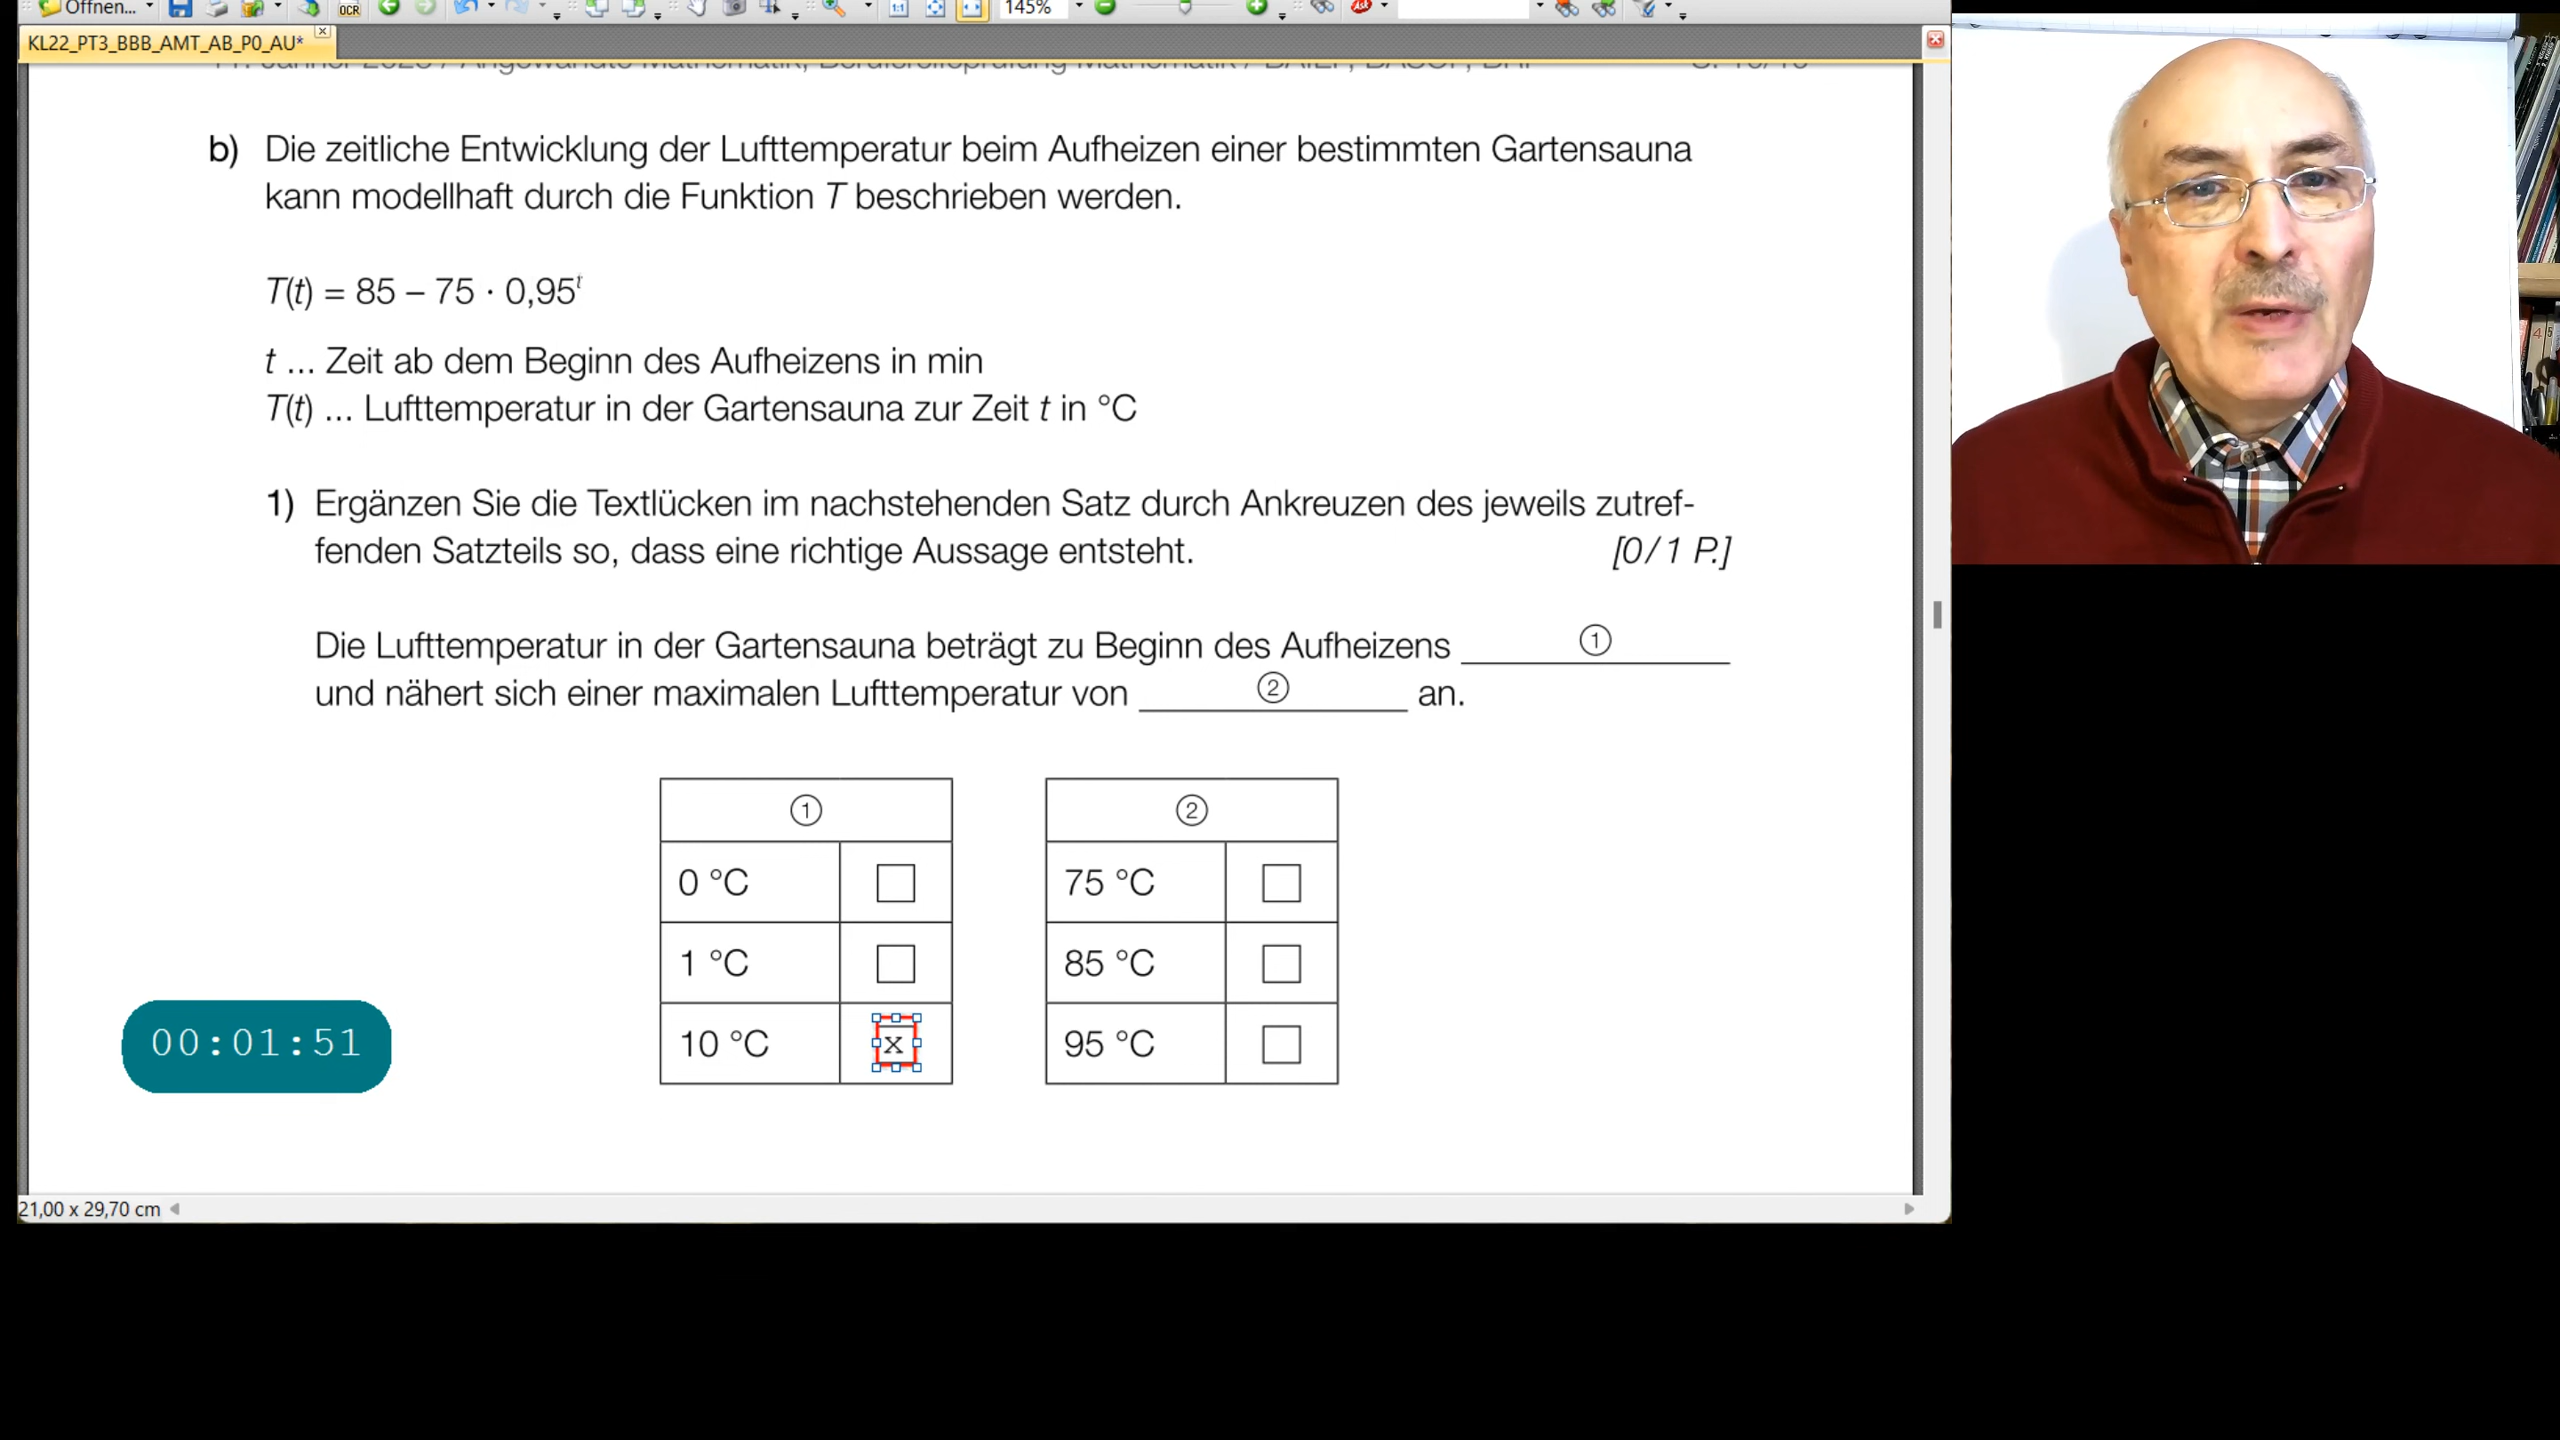 Öffnen...
OCR
1:1
145%
Ask
KL22_PT3_BBB_AMT_AB_P0_AU*
b) Die zeitliche Entwicklung der Lufttemperatur beim Aufheizen einer bestimmten Gartensauna
kann modellhaft durch die Funktion T beschrieben werden.
T(t) = 85 – 75 · 0,95ᵗ
t ... Zeit ab dem Beginn des Aufheizens in min
T(t) ... Lufttemperatur in der Gartensauna zur Zeit t in °C
1) Ergänzen Sie die Textlücken im nachstehenden Satz durch Ankreuzen des jeweils zutref-
fenden Satzteils so, dass eine richtige Aussage entsteht. [0/1 P.]
Die Lufttemperatur in der Gartensauna beträgt zu Beginn des Aufheizens ①
und nähert sich einer maximalen Lufttemperatur von ② an.
① ②
0 °C 75 °C
1 °C 85 °C
10 °C x 95 °C
00:01:51
21,00 x 29,70 cm